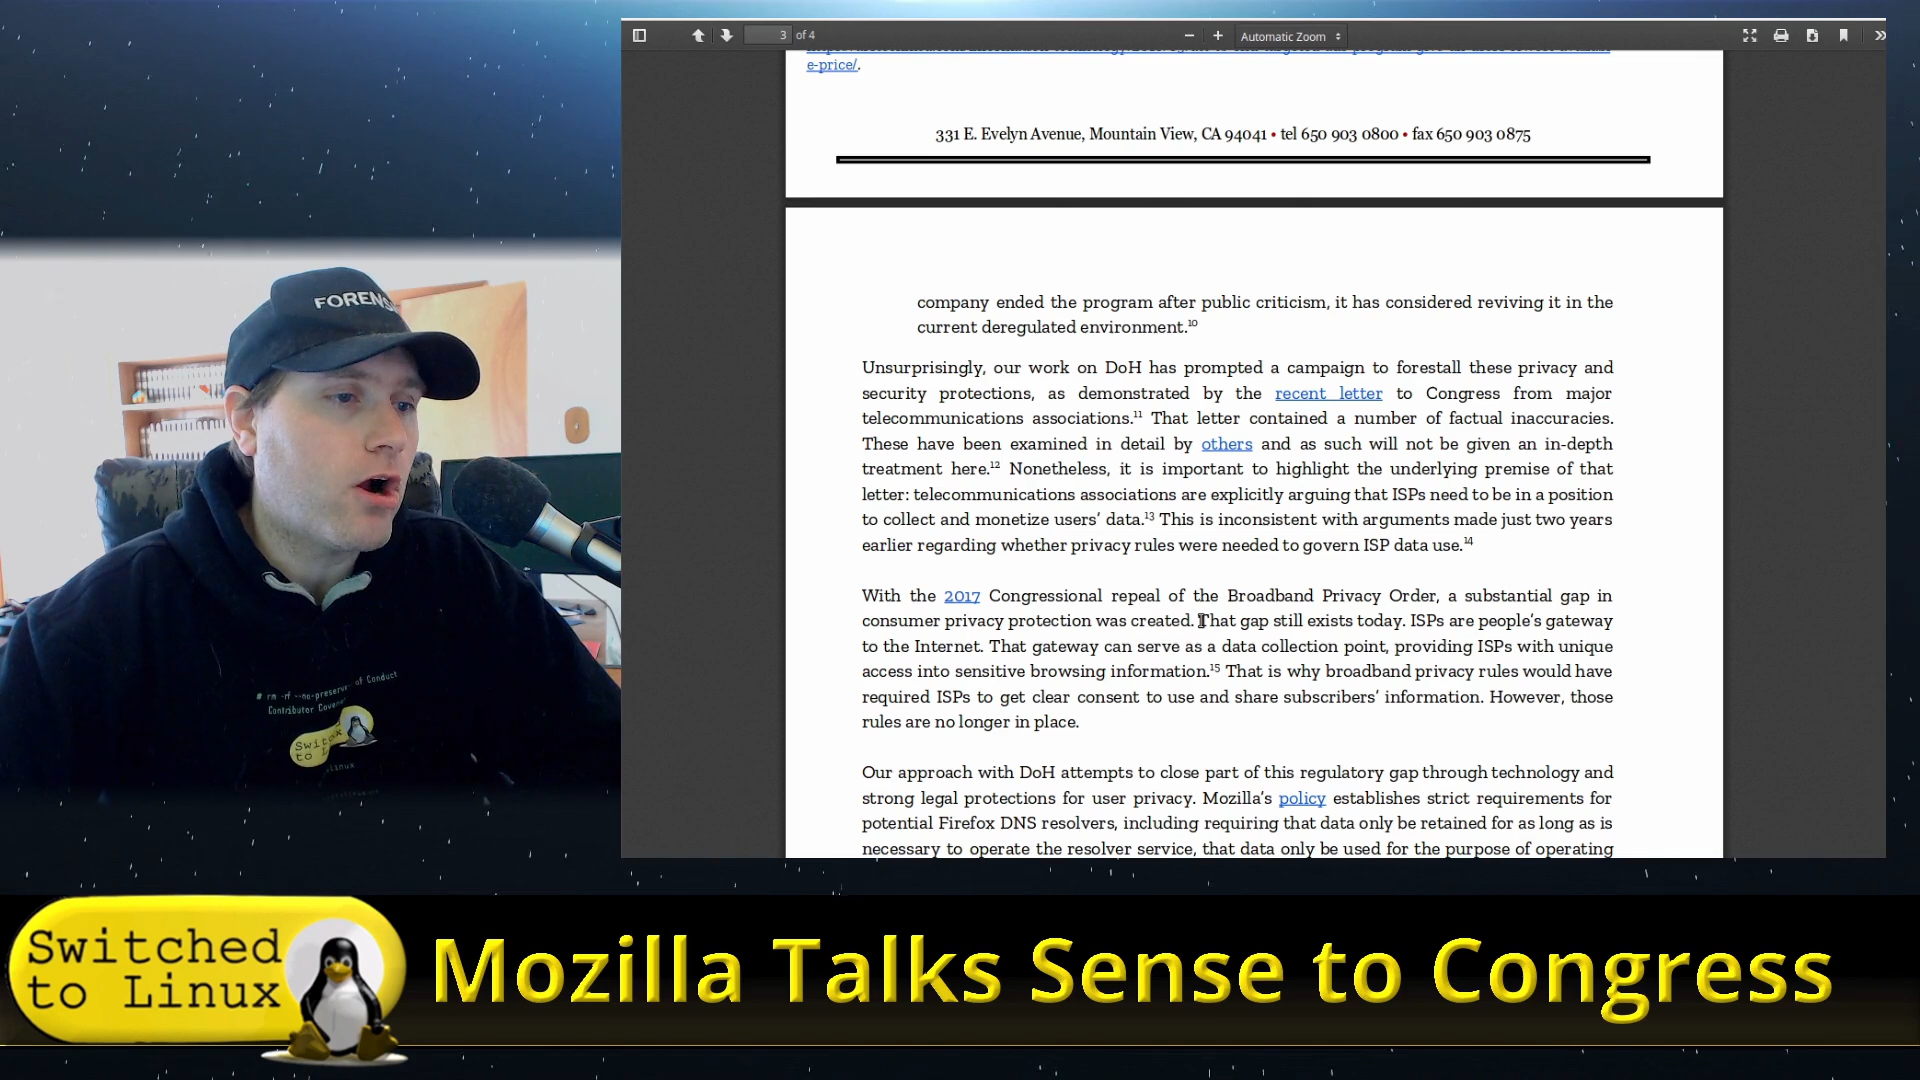 3 of 4
Automatic Zoom
e-price/.
331 E. Evelyn Avenue, Mountain View, CA 94041 • tel 650 903 0800 • fax 650 903 0875
company ended the program after public criticism, it has considered reviving it in the
current deregulated environment.¹⁰
Unsurprisingly, our work on DoH has prompted a campaign to forestall these privacy and
security protections, as demonstrated by the recent letter to Congress from major
telecommunications associations.¹¹ That letter contained a number of factual inaccuracies.
These have been examined in detail by others and as such will not be given an in-depth
treatment here.¹² Nonetheless, it is important to highlight the underlying premise of that
letter: telecommunications associations are explicitly arguing that ISPs need to be in a position
to collect and monetize users’ data.¹³ This is inconsistent with arguments made just two years
earlier regarding whether privacy rules were needed to govern ISP data use.¹⁴
With the 2017 Congressional repeal of the Broadband Privacy Order, a substantial gap in
consumer privacy protection was created. That gap still exists today. ISPs are people’s gateway
to the Internet. That gateway can serve as a data collection point, providing ISPs with unique
access into sensitive browsing information.¹⁵ That is why broadband privacy rules would have
required ISPs to get clear consent to use and share subscribers’ information. However, those
rules are no longer in place.
Our approach with DoH attempts to close part of this regulatory gap through technology and
strong legal protections for user privacy. Mozilla’s policy establishes strict requirements for
potential Firefox DNS resolvers, including requiring that data only be retained for as long as is
necessary to operate the resolver service, that data only be used for the purpose of operating
FORENS
# rm -rf --no-preserve of Conduct
Contributor
Switched
to Linux
Mozilla Talks Sense to Congress